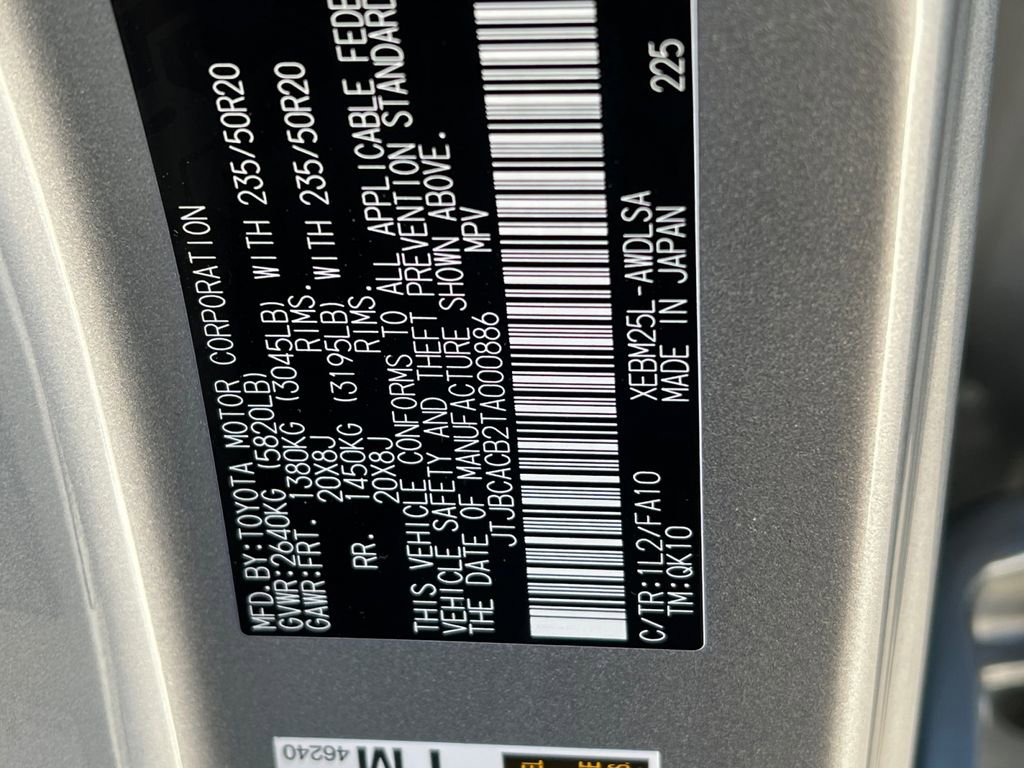 MFD.BY:TOYOTA MOTOR CORPORATION
GVWR:2640KG (5820LB)
GAWR:FRT. 1380KG (3045LB) WITH 235/50R20
20X8J RIMS.
RR. 1450KG (3195LB) WITH 235/50R20
20X8J RIMS.
THIS VEHICLE CONFORMS TO ALL APPLICABLE FEDE
VEHICLE SAFETY AND THEFT PREVENTION STANDARD
THE DATE OF MANUFACTURE SHOWN ABOVE.
JTJBCACB2TA000886 MPV
C/TR:1L2/FA10 XEBM25L-AWDLSA 225
TM:QK10 MADE IN JAPAN
46240